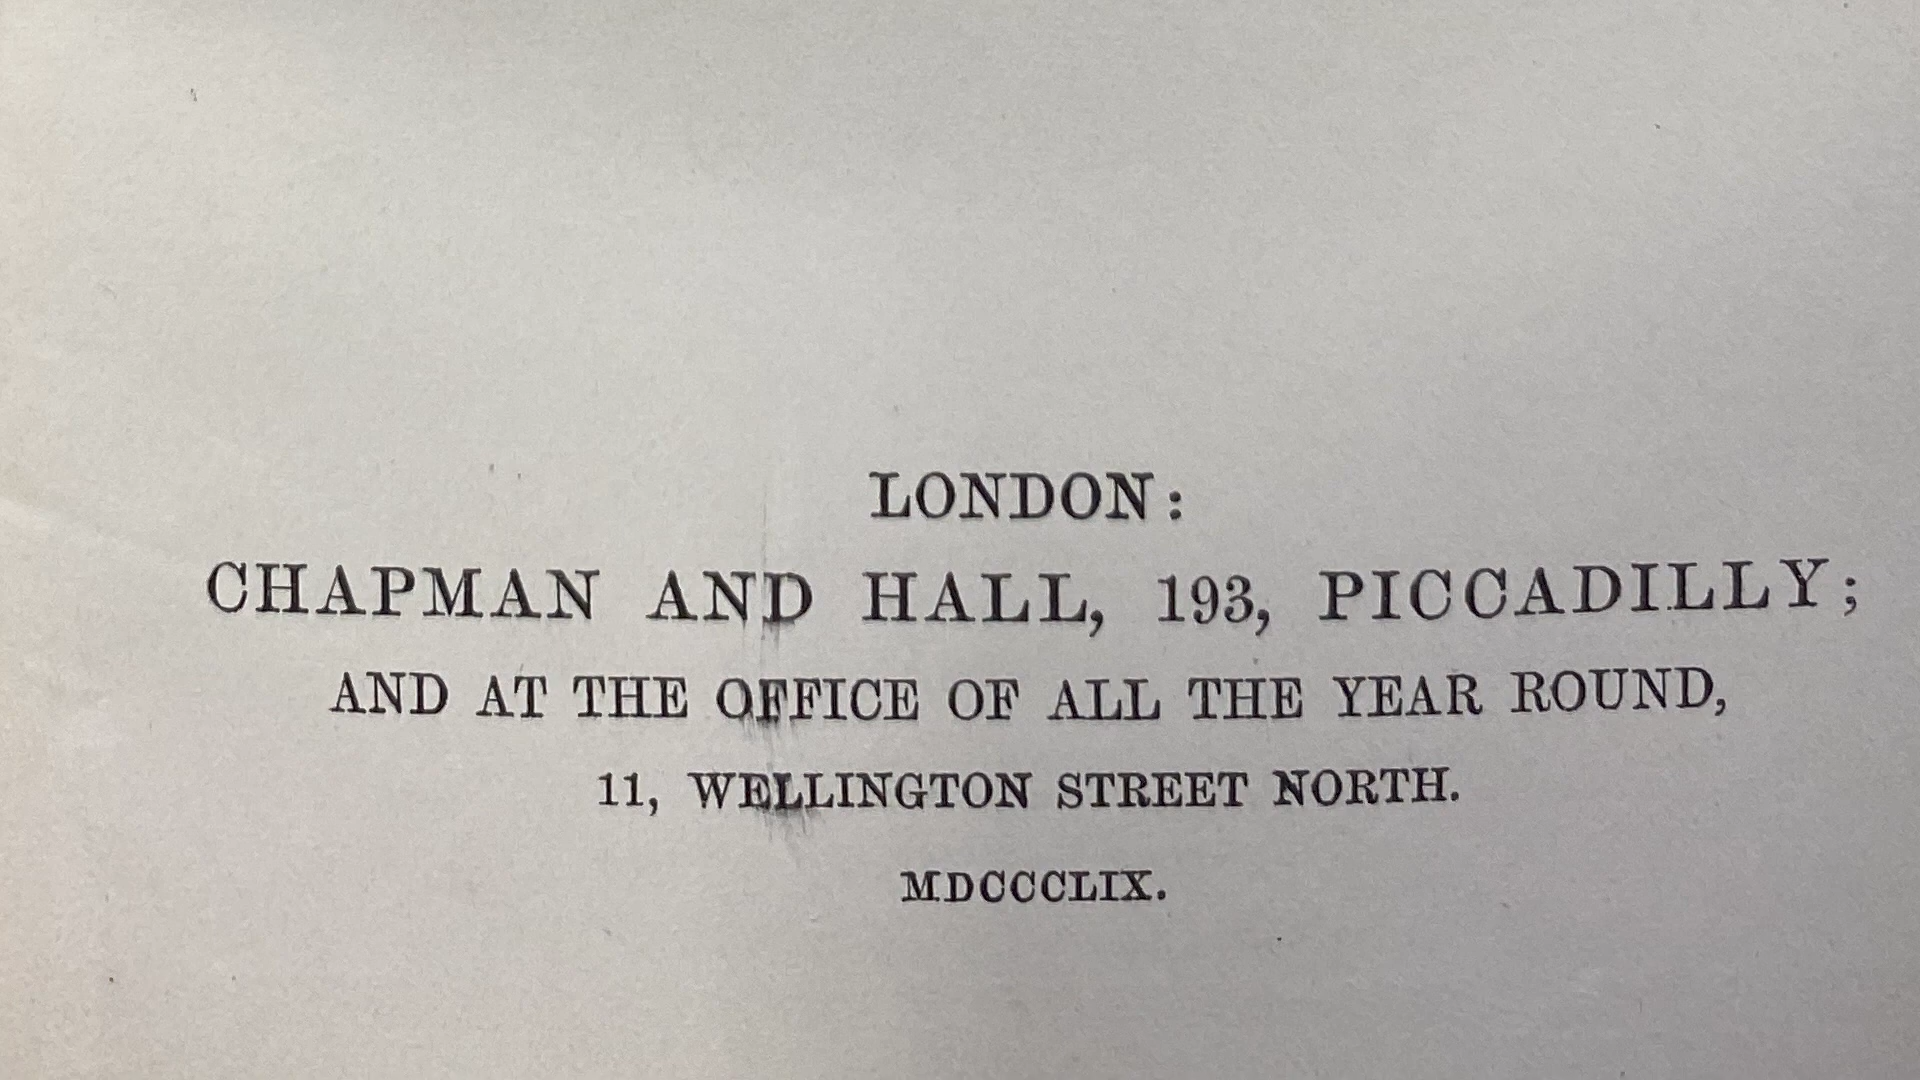 LONDON:
CHAPMAN AND HALL, 193, PICCADILLY;
AND AT THE OFFICE OF ALL THE YEAR ROUND,
11, WELLINGTON STREET NORTH.
MDCCCLIX.